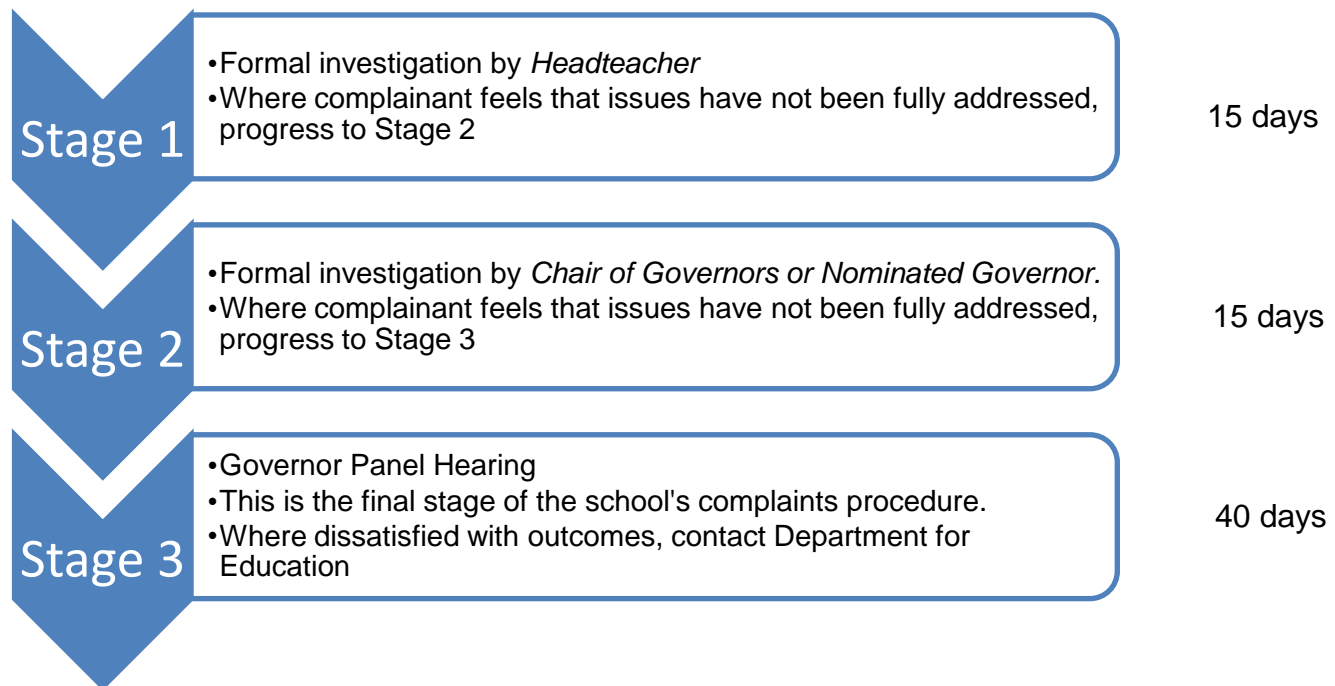 Stage 1
•Formal investigation by Headteacher
•Where complainant feels that issues have not been fully addressed,
progress to Stage 2
15 days
Stage 2
•Formal investigation by Chair of Governors or Nominated Governor.
•Where complainant feels that issues have not been fully addressed,
progress to Stage 3
15 days
Stage 3
•Governor Panel Hearing
•This is the final stage of the school's complaints procedure.
•Where dissatisfied with outcomes, contact Department for
Education
40 days